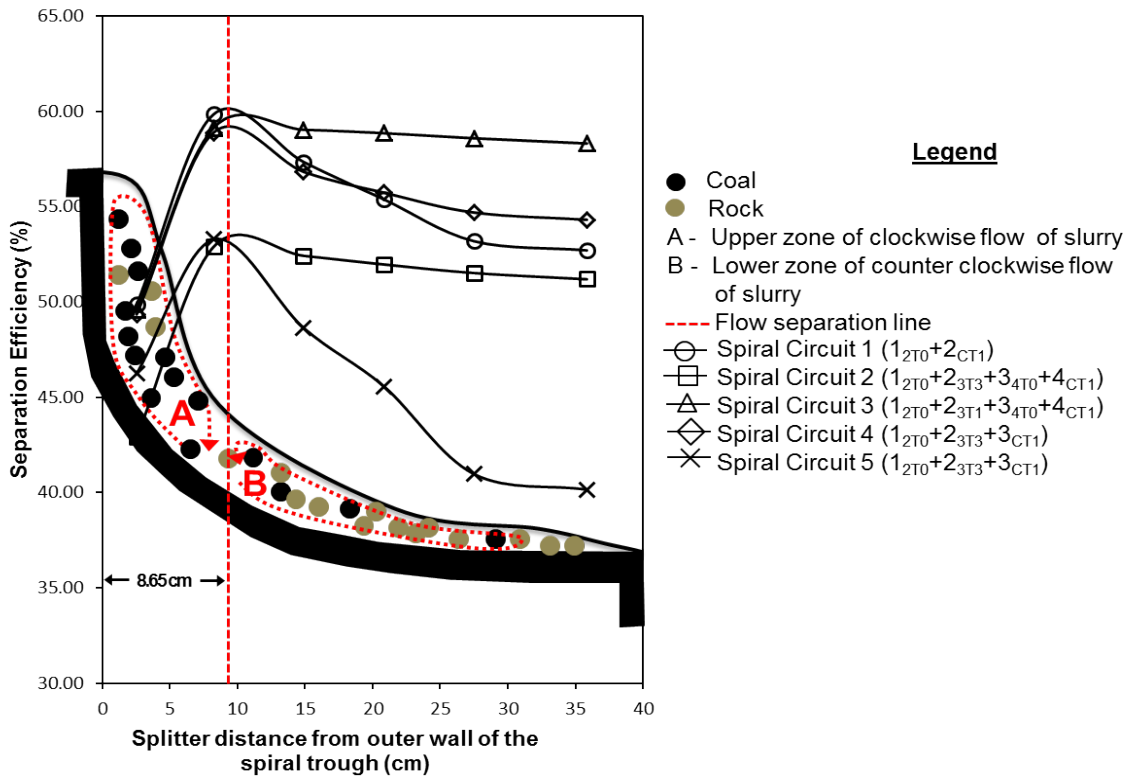 65.00
60.00
55.00
50.00
45.00
40.00
35.00
30.00
Separation Efficiency (%)
A
B
8.65cm
0 5 10 15 20 25 30 35 40
Splitter distance from outer wall of the
spiral trough (cm)
Legend
Coal
Rock
A - Upper zone of clockwise flow of slurry
B - Lower zone of counter clockwise flow
of slurry
Flow separation line
Spiral Circuit 1 (1₂T₀+2CT₁)
Spiral Circuit 2 (1₂T₀+2₃T₃+3₄T₀+4CT₁)
Spiral Circuit 3 (1₂T₀+2₃T₁+3₄T₀+4CT₁)
Spiral Circuit 4 (1₂T₀+2₃T₃+3CT₁)
Spiral Circuit 5 (1₂T₀+2₃T₃+3CT₁)